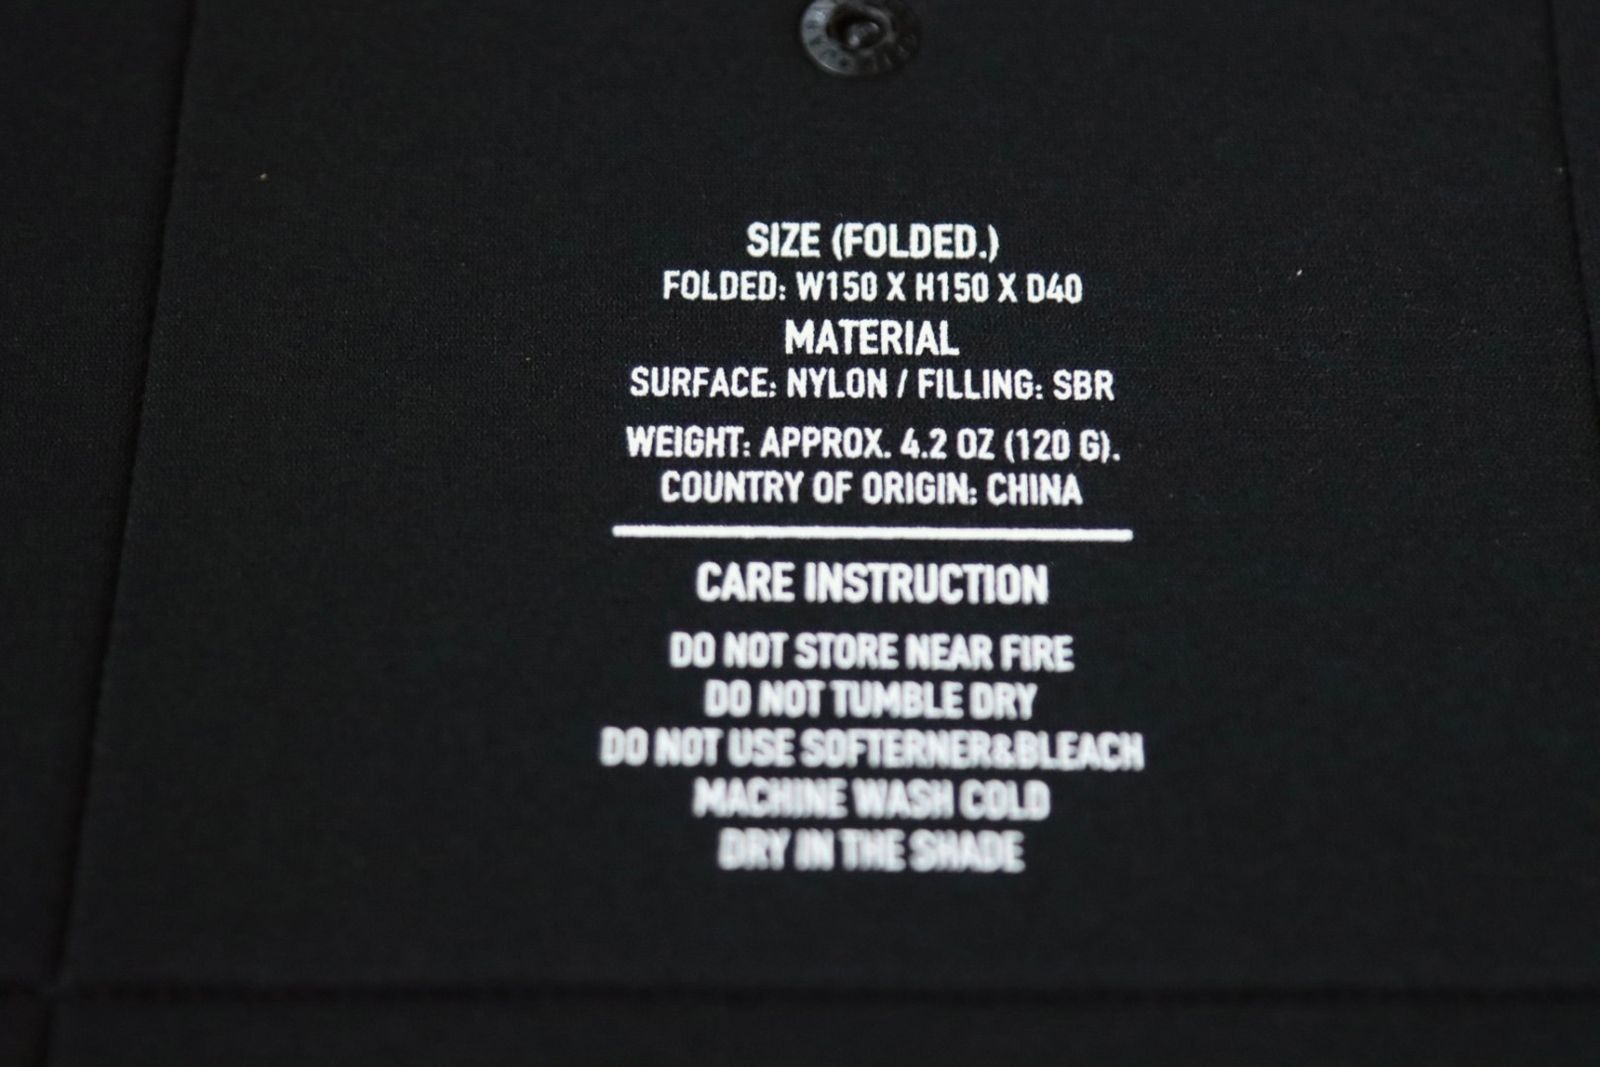 SIZE (FOLDED.)
FOLDED: W150 X H150 X D40
MATERIAL
SURFACE: NYLON / FILLING: SBR
WEIGHT: APPROX. 4.2 OZ (120 G).
COUNTRY OF ORIGIN: CHINA
CARE INSTRUCTION
DO NOT STORE NEAR FIRE
DO NOT TUMBLE DRY
DO NOT USE SOFTERNER&BLEACH
MACHINE WASH COLD
DRY IN THE SHADE